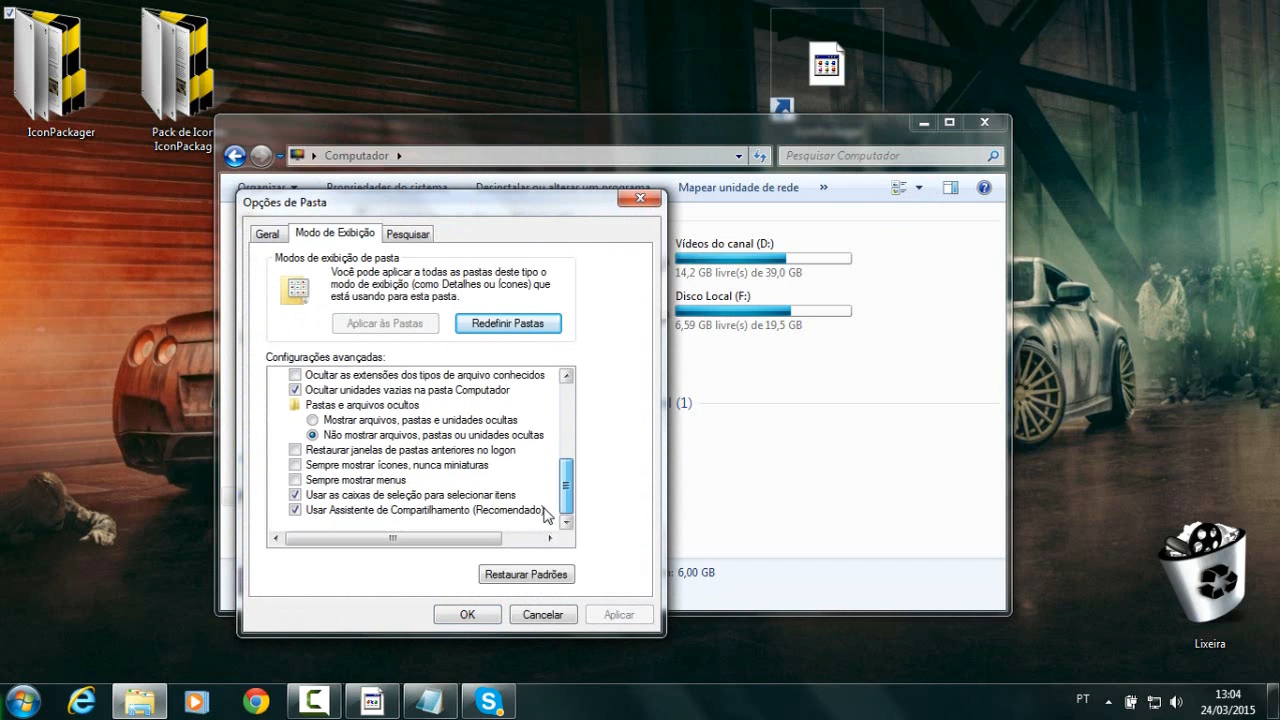 IconPackager
Pack de Icon
IconPackag
Computador
Pesquisar Computador
Organizar
Propriedades do sistema
Desinstalar ou alterar um programa
Mapear unidade de rede
»
Opções de Pasta
Geral
Modo de Exibição
Pesquisar
Modos de exibição de pasta
Você pode aplicar a todas as pastas deste tipo o
modo de exibição (como Detalhes ou Ícones) que
está usando para esta pasta.
Aplicar às Pastas
Redefinir Pastas
Configurações avançadas:
Ocultar as extensões dos tipos de arquivo conhecidos
Ocultar unidades vazias na pasta Computador
Pastas e arquivos ocultos
Mostrar arquivos, pastas e unidades ocultas
Não mostrar arquivos, pastas ou unidades ocultas
Restaurar janelas de pastas anteriores no logon
Sempre mostrar ícones, nunca miniaturas
Sempre mostrar menus
Usar as caixas de seleção para selecionar itens
Usar Assistente de Compartilhamento (Recomendado)
Restaurar Padrões
OK
Cancelar
Aplicar
Vídeos do canal (D:)
14,2 GB livre(s) de 39,0 GB
Disco Local (F:)
6,59 GB livre(s) de 19,5 GB
(1)
: 6,00 GB
Lixeira
PT
13:04
24/03/2015